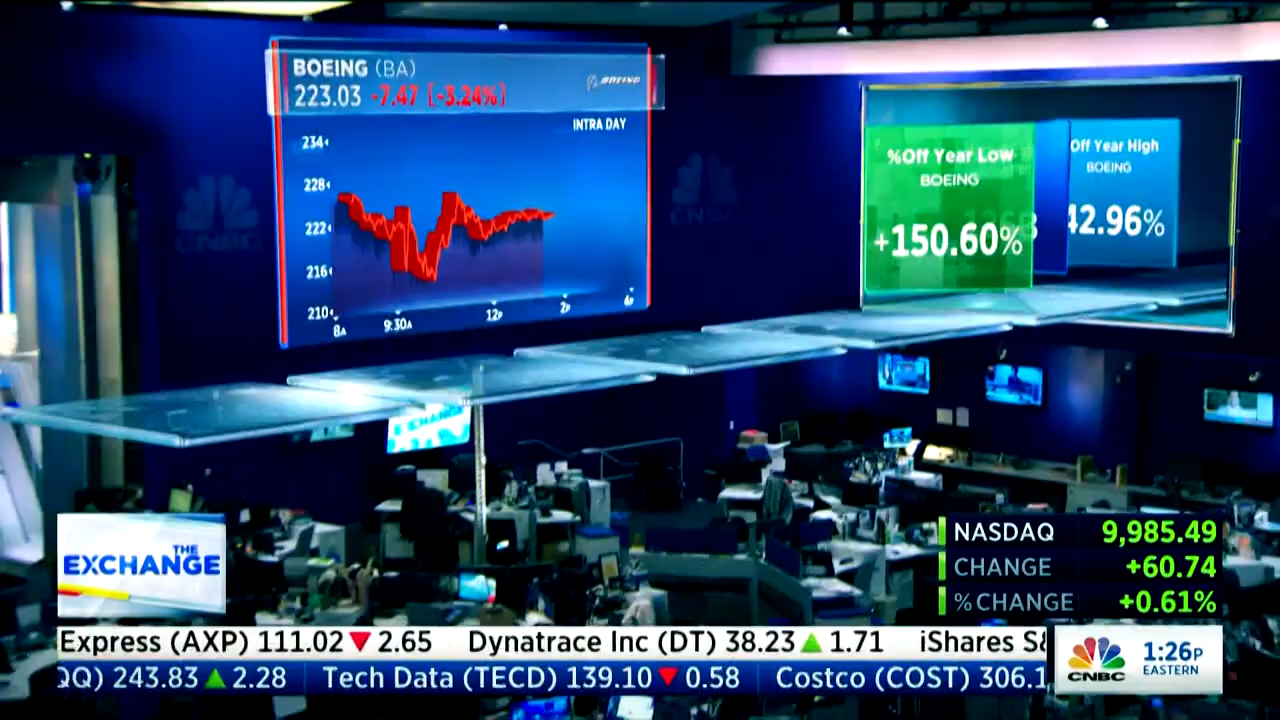 BOEING (BA)
223.03 -7.47 [-3.24%]
BOEING
INTRA DAY
234
228
222
216
210
8A 9:30A 12P 2P 4P
%Off Year Low
BOEING
+150.60%
Off Year High
BOEING
42.96%
CNBC
CNBC
EXCHANGE
THE
EXCHANGE
NASDAQ 9,985.49
CHANGE +60.74
% CHANGE +0.61%
Express (AXP) 111.02 ▼ 2.65 Dynatrace Inc (DT) 38.23 ▲ 1.71 iShares S&
QQ) 243.83 ▲ 2.28 Tech Data (TECD) 139.10 ▼ 0.58 Costco (COST) 306.1
CNBC
1:26P
EASTERN